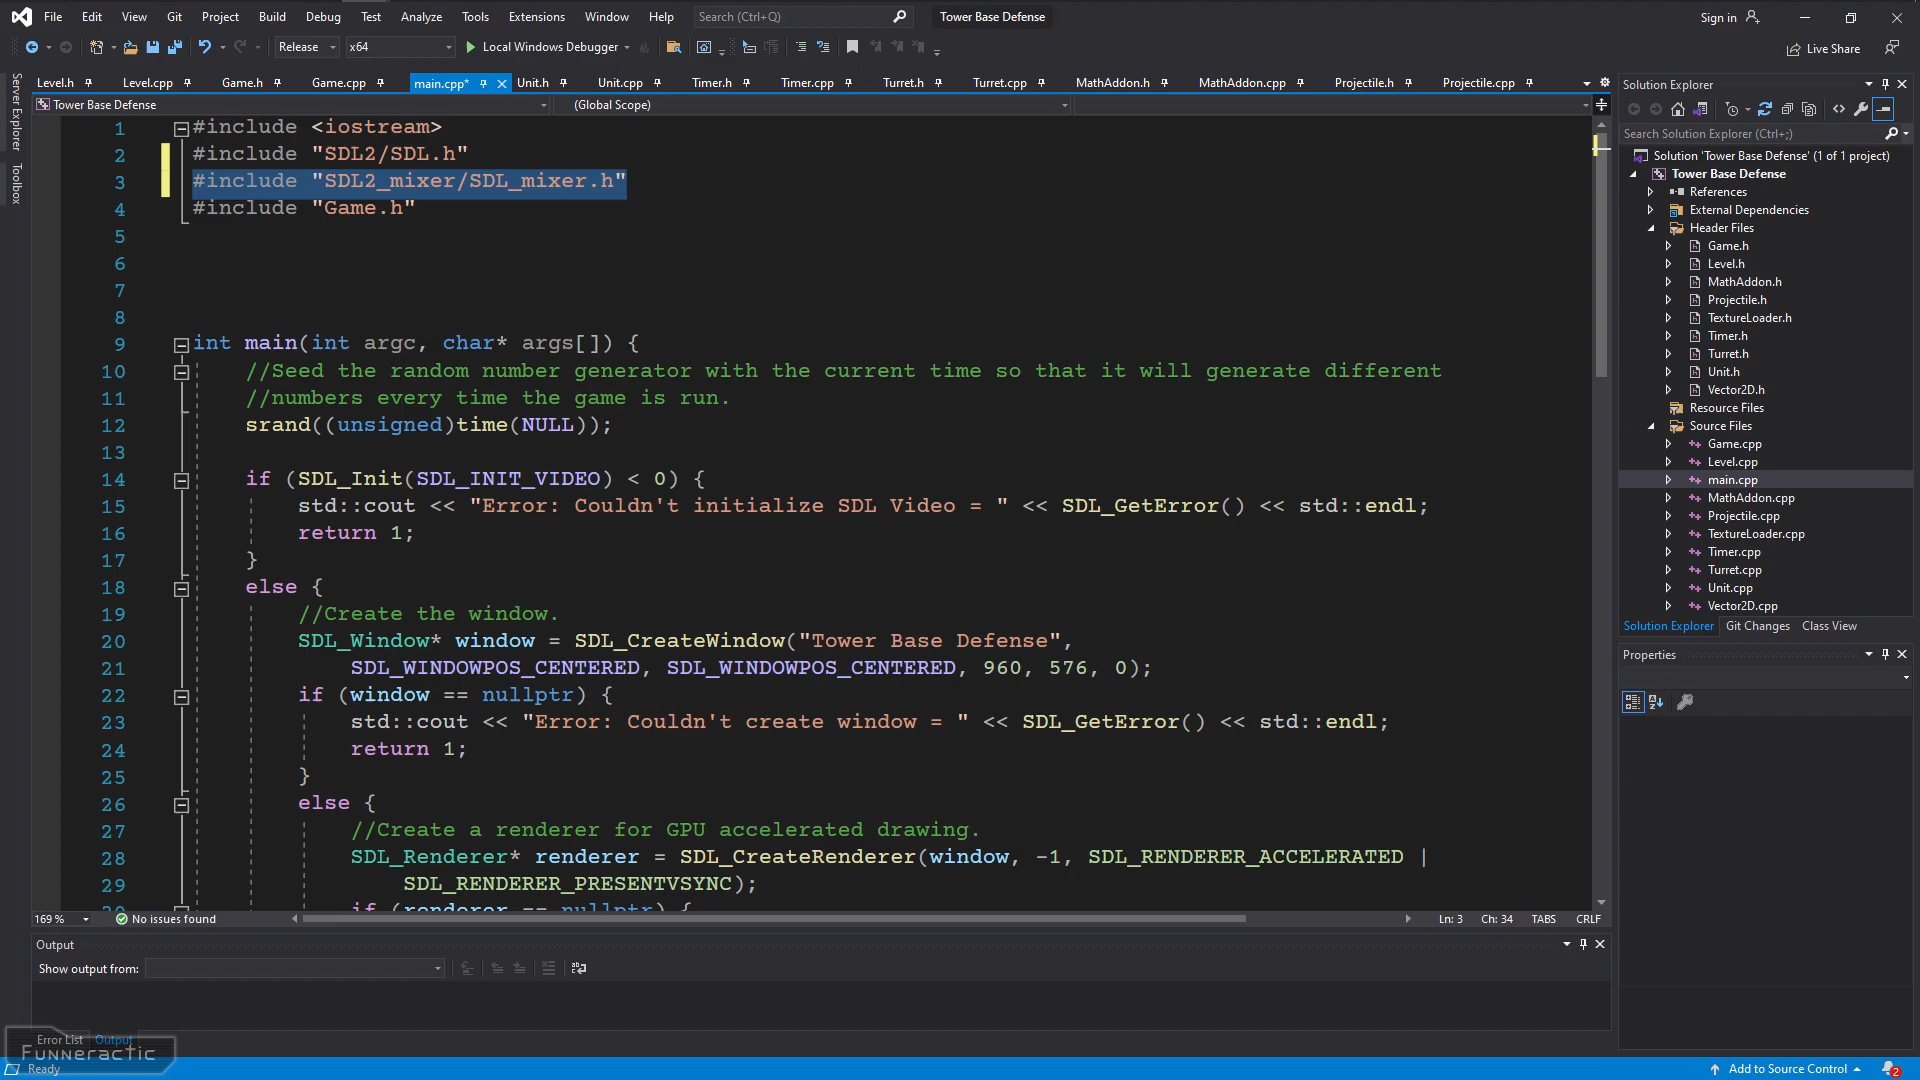 File Edit View Git Project Build Debug Test Analyze Tools Extensions Window Help Search (Ctrl+Q) Tower Base Defense Sign in
Release x64 Local Windows Debugger Live Share
Level.h Level.cpp Game.h Game.cpp main.cpp* Unit.h Unit.cpp Timer.h Timer.cpp Turret.h Turret.cpp MathAddon.h MathAddon.cpp Projectile.h Projectile.cpp
Tower Base Defense (Global Scope)
Server Explorer
Toolbox
1 #include <iostream>
2 #include "SDL2/SDL.h"
3 #include "SDL2_mixer/SDL_mixer.h"
4 #include "Game.h"
5
6
7
8
9 int main(int argc, char* args[]) {
10 //Seed the random number generator with the current time so that it will generate different
11 //numbers every time the game is run.
12 srand((unsigned)time(NULL));
13
14 if (SDL_Init(SDL_INIT_VIDEO) < 0) {
15 std::cout << "Error: Couldn't initialize SDL Video = " << SDL_GetError() << std::endl;
16 return 1;
17 }
18 else {
19 //Create the window.
20 SDL_Window* window = SDL_CreateWindow("Tower Base Defense",
21 SDL_WINDOWPOS_CENTERED, SDL_WINDOWPOS_CENTERED, 960, 576, 0);
22 if (window == nullptr) {
23 std::cout << "Error: Couldn't create window = " << SDL_GetError() << std::endl;
24 return 1;
25 }
26 else {
27 //Create a renderer for GPU accelerated drawing.
28 SDL_Renderer* renderer = SDL_CreateRenderer(window, -1, SDL_RENDERER_ACCELERATED |
29 SDL_RENDERER_PRESENTVSYNC);
30 if (renderer == nullptr) {
169 % No issues found Ln: 3 Ch: 34 TABS CRLF
Output
Show output from:
Error List Output
Funneractic
Ready
Solution Explorer
Search Solution Explorer (Ctrl+;)
Solution 'Tower Base Defense' (1 of 1 project)
Tower Base Defense
References
External Dependencies
Header Files
Game.h
Level.h
MathAddon.h
Projectile.h
TextureLoader.h
Timer.h
Turret.h
Unit.h
Vector2D.h
Resource Files
Source Files
Game.cpp
Level.cpp
main.cpp
MathAddon.cpp
Projectile.cpp
TextureLoader.cpp
Timer.cpp
Turret.cpp
Unit.cpp
Vector2D.cpp
Solution Explorer Git Changes Class View
Properties
Add to Source Control 2